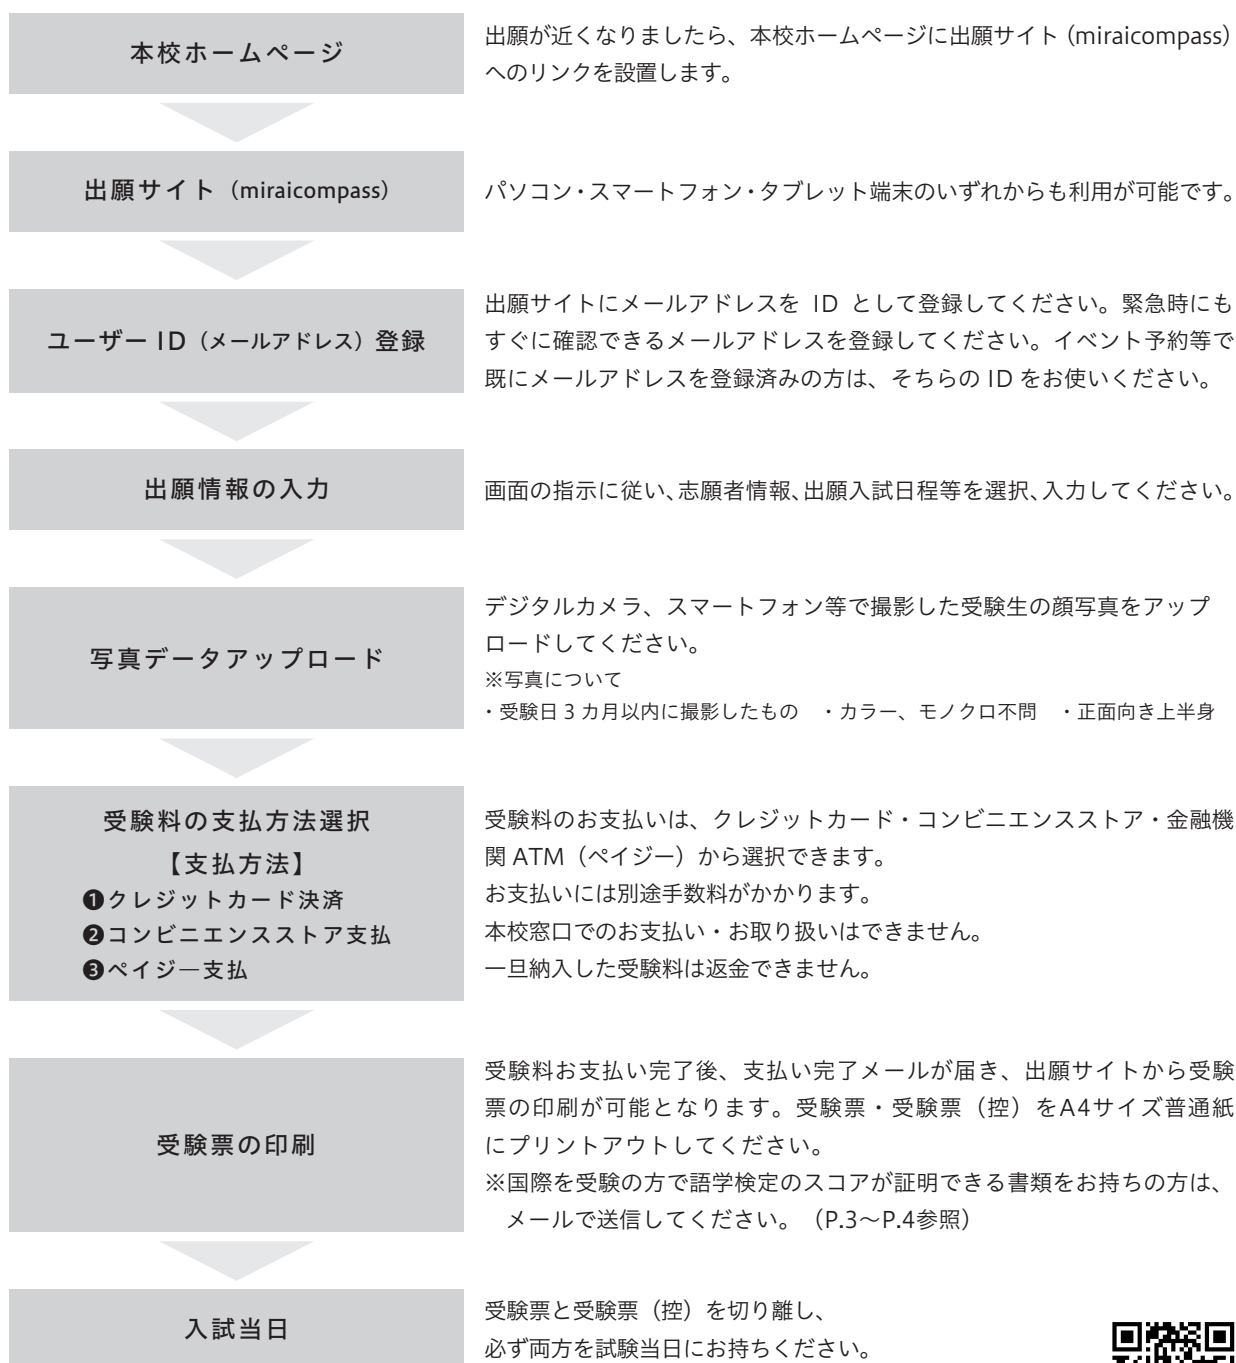 本校ホームページ
出願が近くなりましたら、本校ホームページに出願サイト（miraicompass）
へのリンクを設置します。
出願サイト（miraicompass）
パソコン・スマートフォン・タブレット端末のいずれからも利用が可能です。
ユーザー ID（メールアドレス）登録
出願サイトにメールアドレスを ID として登録してください。緊急時にも
すぐに確認できるメールアドレスを登録してください。イベント予約等で
既にメールアドレスを登録済みの方は、そちらの ID をお使いください。
出願情報の入力
画面の指示に従い、志願者情報、出願入試日程等を選択、入力してください。
写真データアップロード
デジタルカメラ、スマートフォン等で撮影した受験生の顔写真をアップ
ロードしてください。
※写真について
・受験日 3 カ月以内に撮影したもの　・カラー、モノクロ不問　・正面向き上半身
受験料の支払方法選択
【支払方法】
❶クレジットカード決済
❷コンビニエンスストア支払
❸ペイジ―支払
受験料のお支払いは、クレジットカード・コンビニエンスストア・金融機
関 ATM（ペイジー）から選択できます。
お支払いには別途手数料がかかります。
本校窓口でのお支払い・お取り扱いはできません。
一旦納入した受験料は返金できません。
受験票の印刷
受験料お支払い完了後、支払い完了メールが届き、出願サイトから受験
票の印刷が可能となります。受験票・受験票（控）をA4サイズ普通紙
にプリントアウトしてください。
※国際を受験の方で語学検定のスコアが証明できる書類をお持ちの方は、
メールで送信してください。（P.3～P.4参照）
入試当日
受験票と受験票（控）を切り離し、
必ず両方を試験当日にお持ちください。